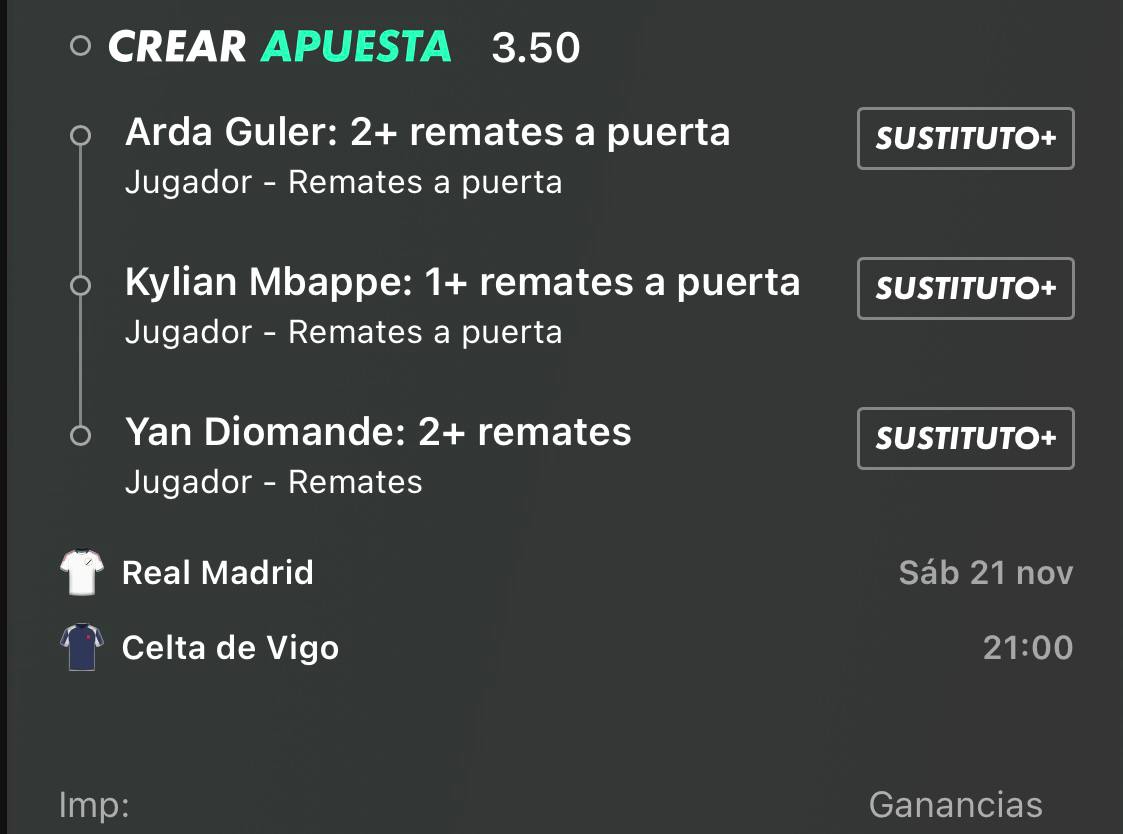 CREAR APUESTA 3.50
Arda Guler: 2+ remates a puerta SUSTITUTO+
Jugador - Remates a puerta
Kylian Mbappe: 1+ remates a puerta SUSTITUTO+
Jugador - Remates a puerta
Yan Diomande: 2+ remates SUSTITUTO+
Jugador - Remates
Real Madrid Sáb 21 nov
Celta de Vigo 21:00
Imp: Ganancias